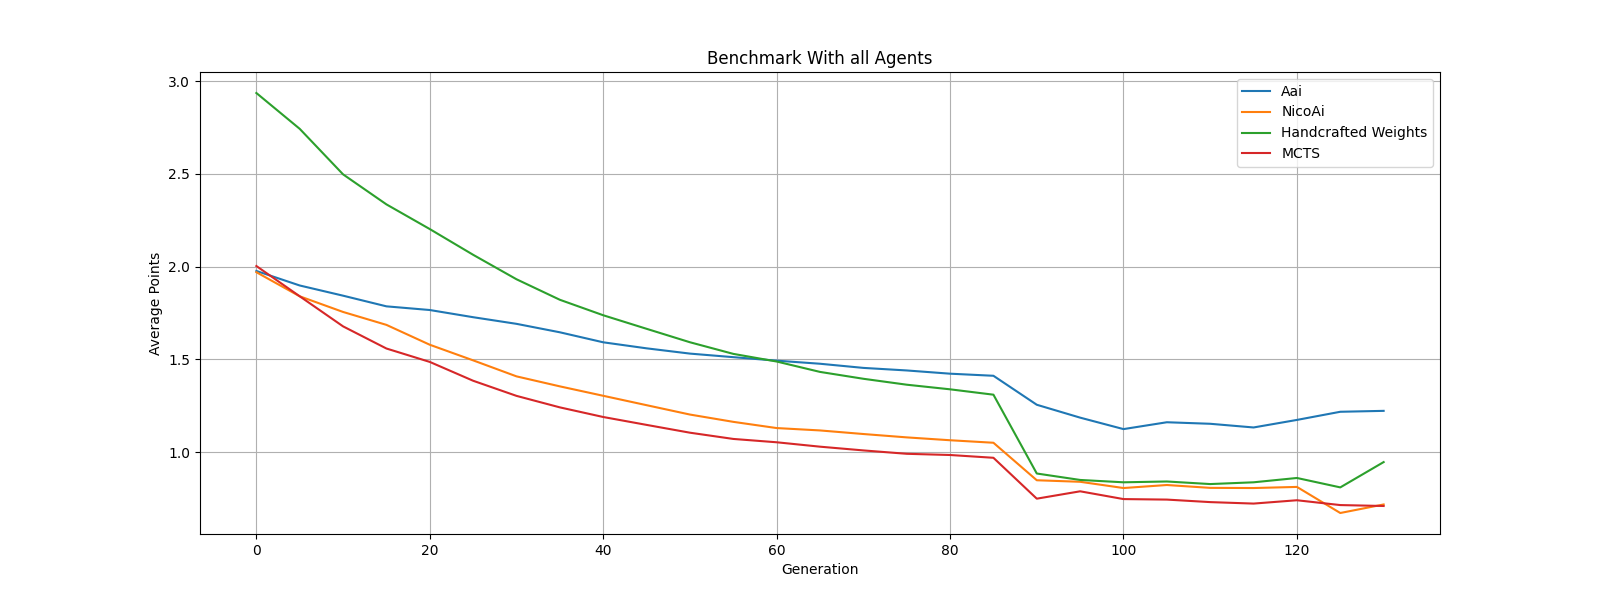 Benchmark With all Agents
3.0
2.5
2.0
1.5
1.0
Average Points
0 20 40 60 80 100 120
Generation
Aai
NicoAi
Handcrafted Weights
MCTS